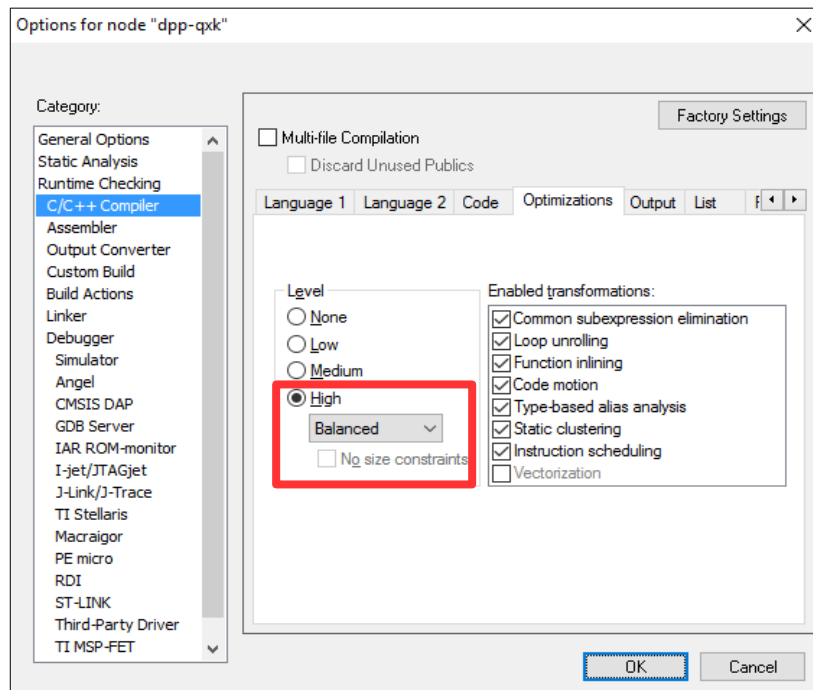 Options for node "dpp-qxk"
Category:
General Options
Static Analysis
Runtime Checking
C/C++ Compiler
Assembler
Output Converter
Custom Build
Build Actions
Linker
Debugger
Simulator
Angel
CMSIS DAP
GDB Server
IAR ROM-monitor
I-jet/JTAGjet
J-Link/J-Trace
TI Stellaris
Macraigor
PE micro
RDI
ST-LINK
Third-Party Driver
TI MSP-FET
Factory Settings
Multi-file Compilation
Discard Unused Publics
Language 1 Language 2 Code Optimizations Output List
Level
None
Low
Medium
High
Balanced
No size constraints
Enabled transformations:
Common subexpression elimination
Loop unrolling
Function inlining
Code motion
Type-based alias analysis
Static clustering
Instruction scheduling
Vectorization
OK Cancel